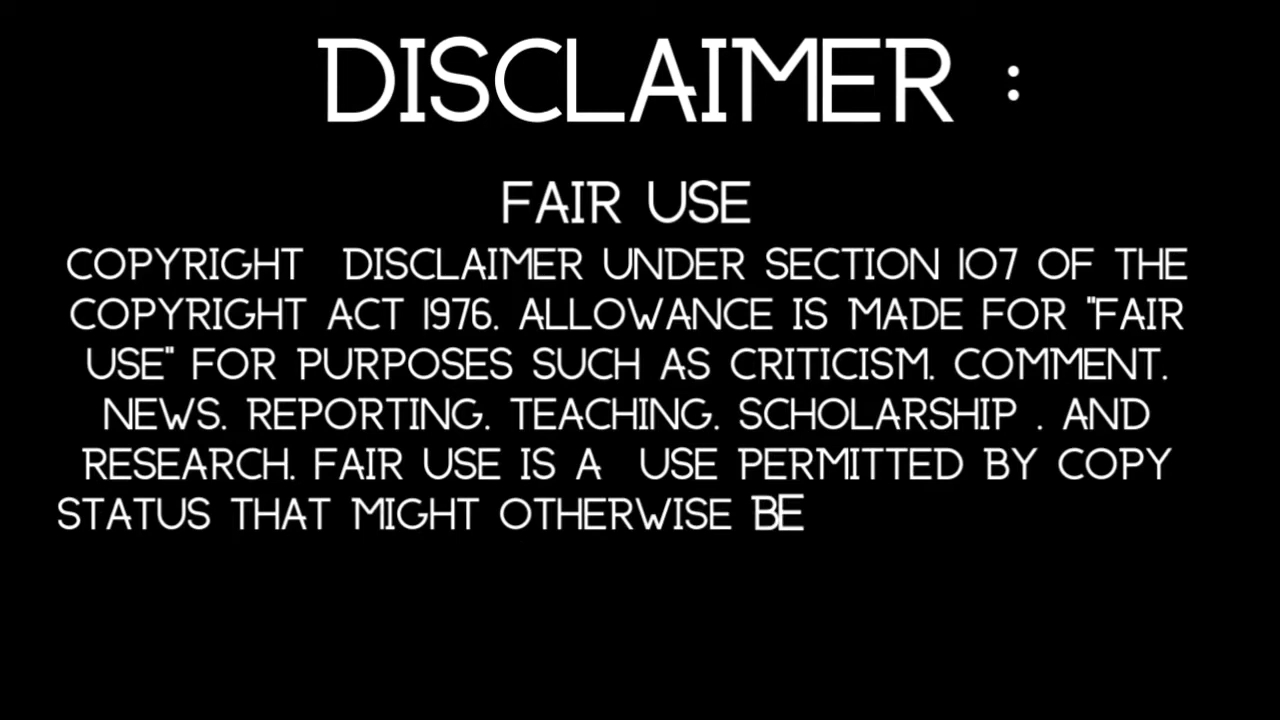 DISCLAIMER :
FAIR USE
COPYRIGHT DISCLAIMER UNDER SECTION 107 OF THE
COPYRIGHT ACT 1976. ALLOWANCE IS MADE FOR "FAIR
USE" FOR PURPOSES SUCH AS CRITICISM. COMMENT.
NEWS. REPORTING. TEACHING. SCHOLARSHIP . AND
RESEARCH. FAIR USE IS A USE PERMITTED BY COPY
STATUS THAT MIGHT OTHERWISE BE